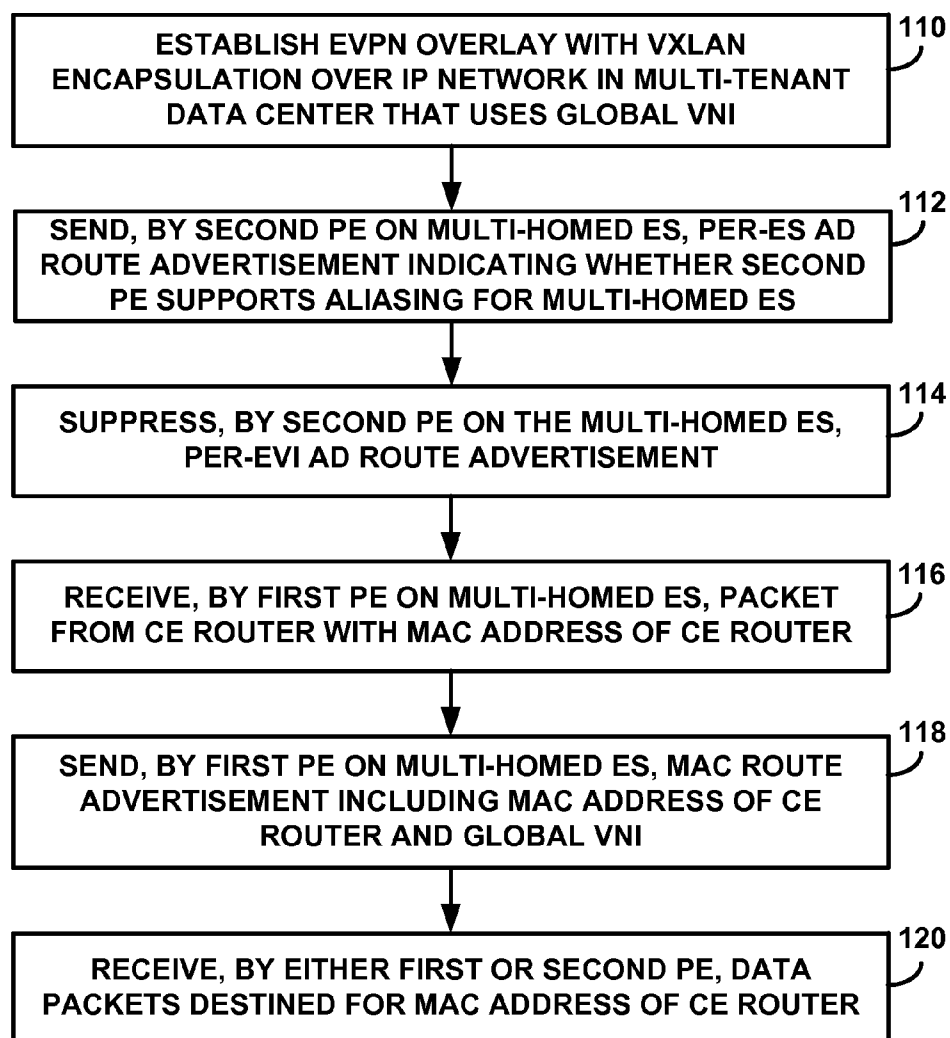 110
ESTABLISH EVPN OVERLAY WITH VXLAN
ENCAPSULATION OVER IP NETWORK IN MULTI-TENANT
DATA CENTER THAT USES GLOBAL VNI
112
SEND, BY SECOND PE ON MULTI-HOMED ES, PER-ES AD
ROUTE ADVERTISEMENT INDICATING WHETHER SECOND
PE SUPPORTS ALIASING FOR MULTI-HOMED ES
114
SUPPRESS, BY SECOND PE ON THE MULTI-HOMED ES,
PER-EVI AD ROUTE ADVERTISEMENT
116
RECEIVE, BY FIRST PE ON MULTI-HOMED ES, PACKET
FROM CE ROUTER WITH MAC ADDRESS OF CE ROUTER
118
SEND, BY FIRST PE ON MULTI-HOMED ES, MAC ROUTE
ADVERTISEMENT INCLUDING MAC ADDRESS OF CE
ROUTER AND GLOBAL VNI
120
RECEIVE, BY EITHER FIRST OR SECOND PE, DATA
PACKETS DESTINED FOR MAC ADDRESS OF CE ROUTER